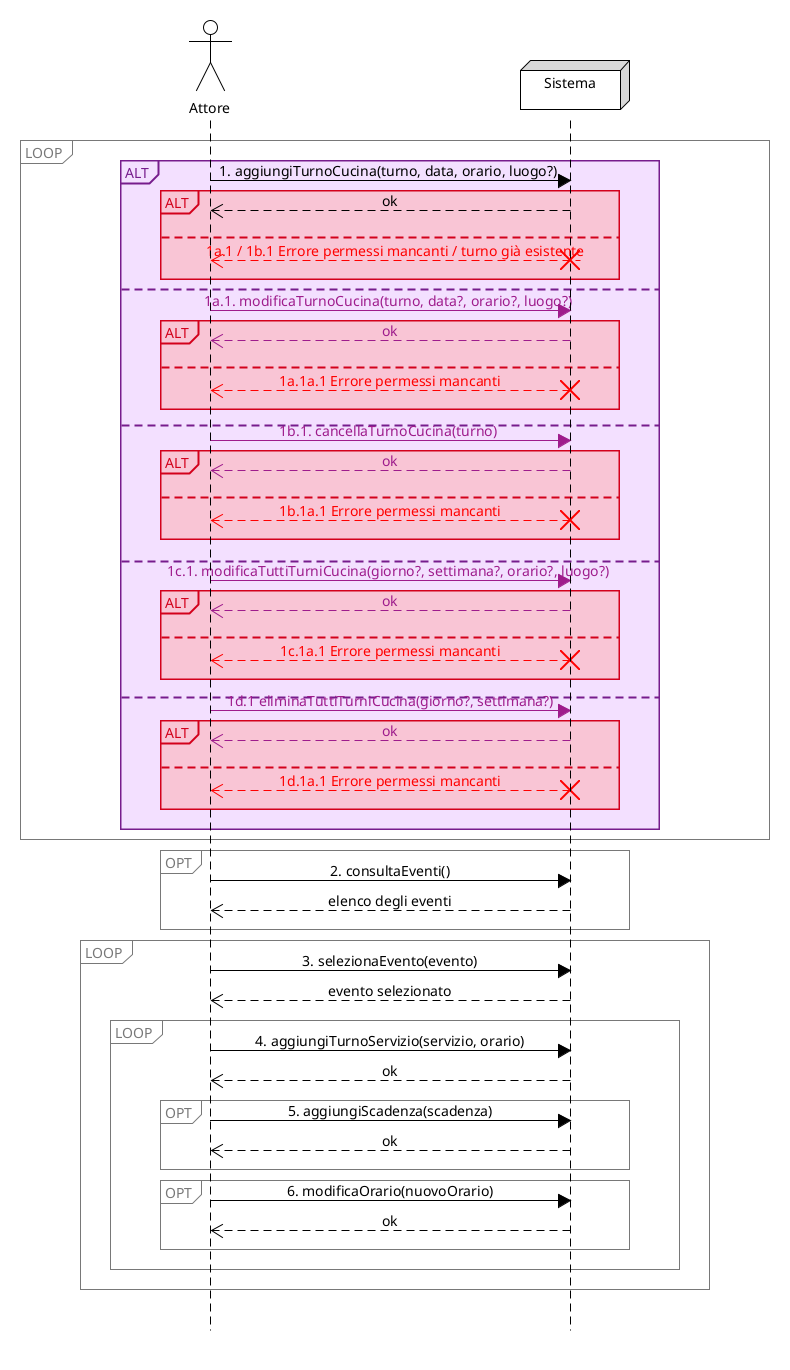 Attore
Sistema
LOOP
ALT
1. aggiungiTurnoCucina(turno, data, orario, luogo?)
ALT
ok
1a.1 / 1b.1 Errore permessi mancanti / turno già esistente
1a.1. modificaTurnoCucina(turno, data?, orario?, luogo?)
ALT
ok
1a.1a.1 Errore permessi mancanti
1b.1. cancellaTurnoCucina(turno)
ALT
ok
1b.1a.1 Errore permessi mancanti
1c.1. modificaTuttiTurniCucina(giorno?, settimana?, orario?, luogo?)
ALT
ok
1c.1a.1 Errore permessi mancanti
1d.1 eliminaTuttiTurniCucina(giorno?, settimana?)
ALT
ok
1d.1a.1 Errore permessi mancanti
OPT
2. consultaEventi()
elenco degli eventi
LOOP
3. selezionaEvento(evento)
evento selezionato
LOOP
4. aggiungiTurnoServizio(servizio, orario)
ok
OPT
5. aggiungiScadenza(scadenza)
ok
OPT
6. modificaOrario(nuovoOrario)
ok